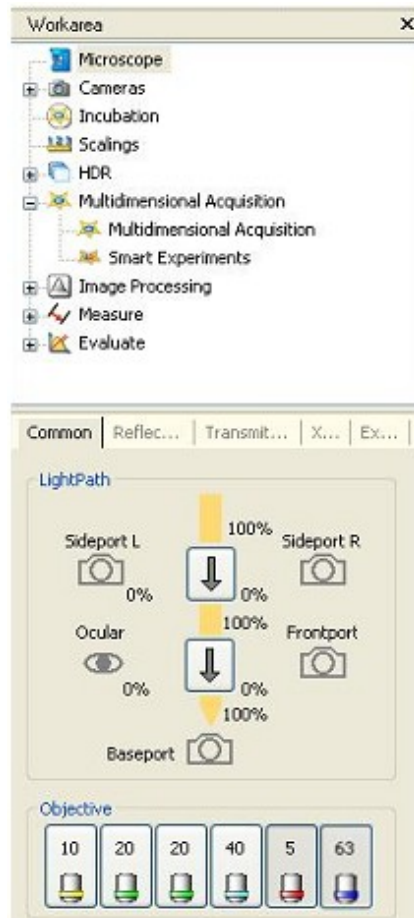 Workarea
Microscope
Cameras
Incubation
Scalings
HDR
Multidimensional Acquisition
Multidimensional Acquisition
Smart Experiments
Image Processing
Measure
Evaluate
Common Reflec... Transmit... X... Ex...
LightPath
100%
Sideport L Sideport R
0% 0%
100%
Ocular Frontport
0% 0%
100%
Baseport
Objective
10 20 20 40 5 63